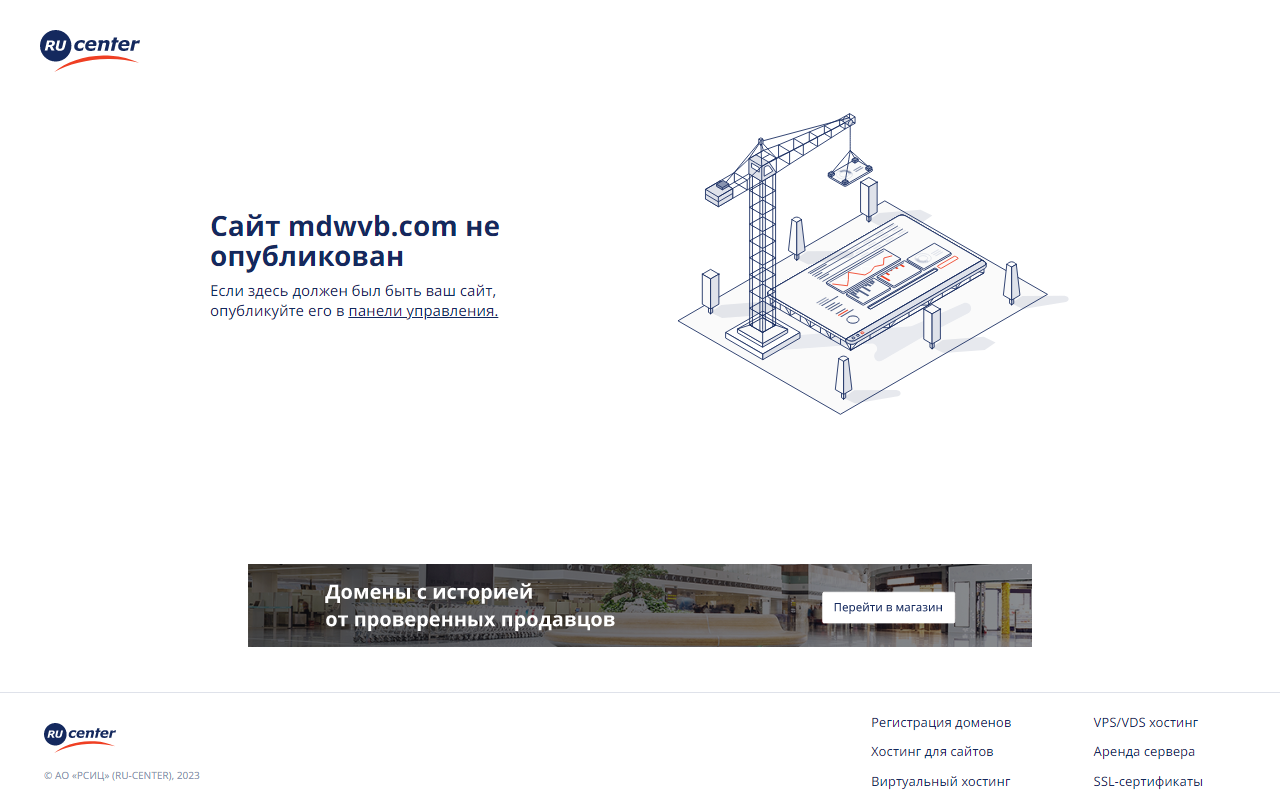 RU center
Сайт mdwvb.com не
опубликован
Если здесь должен был быть ваш сайт,
опубликуйте его в панели управления.
Домены с историей
от проверенных продавцов
Перейти в магазин
RU center
© АО «РСИЦ» (RU-CENTER), 2023
Регистрация доменов
Хостинг для сайтов
Виртуальный хостинг
VPS/VDS хостинг
Аренда сервера
SSL-сертификаты